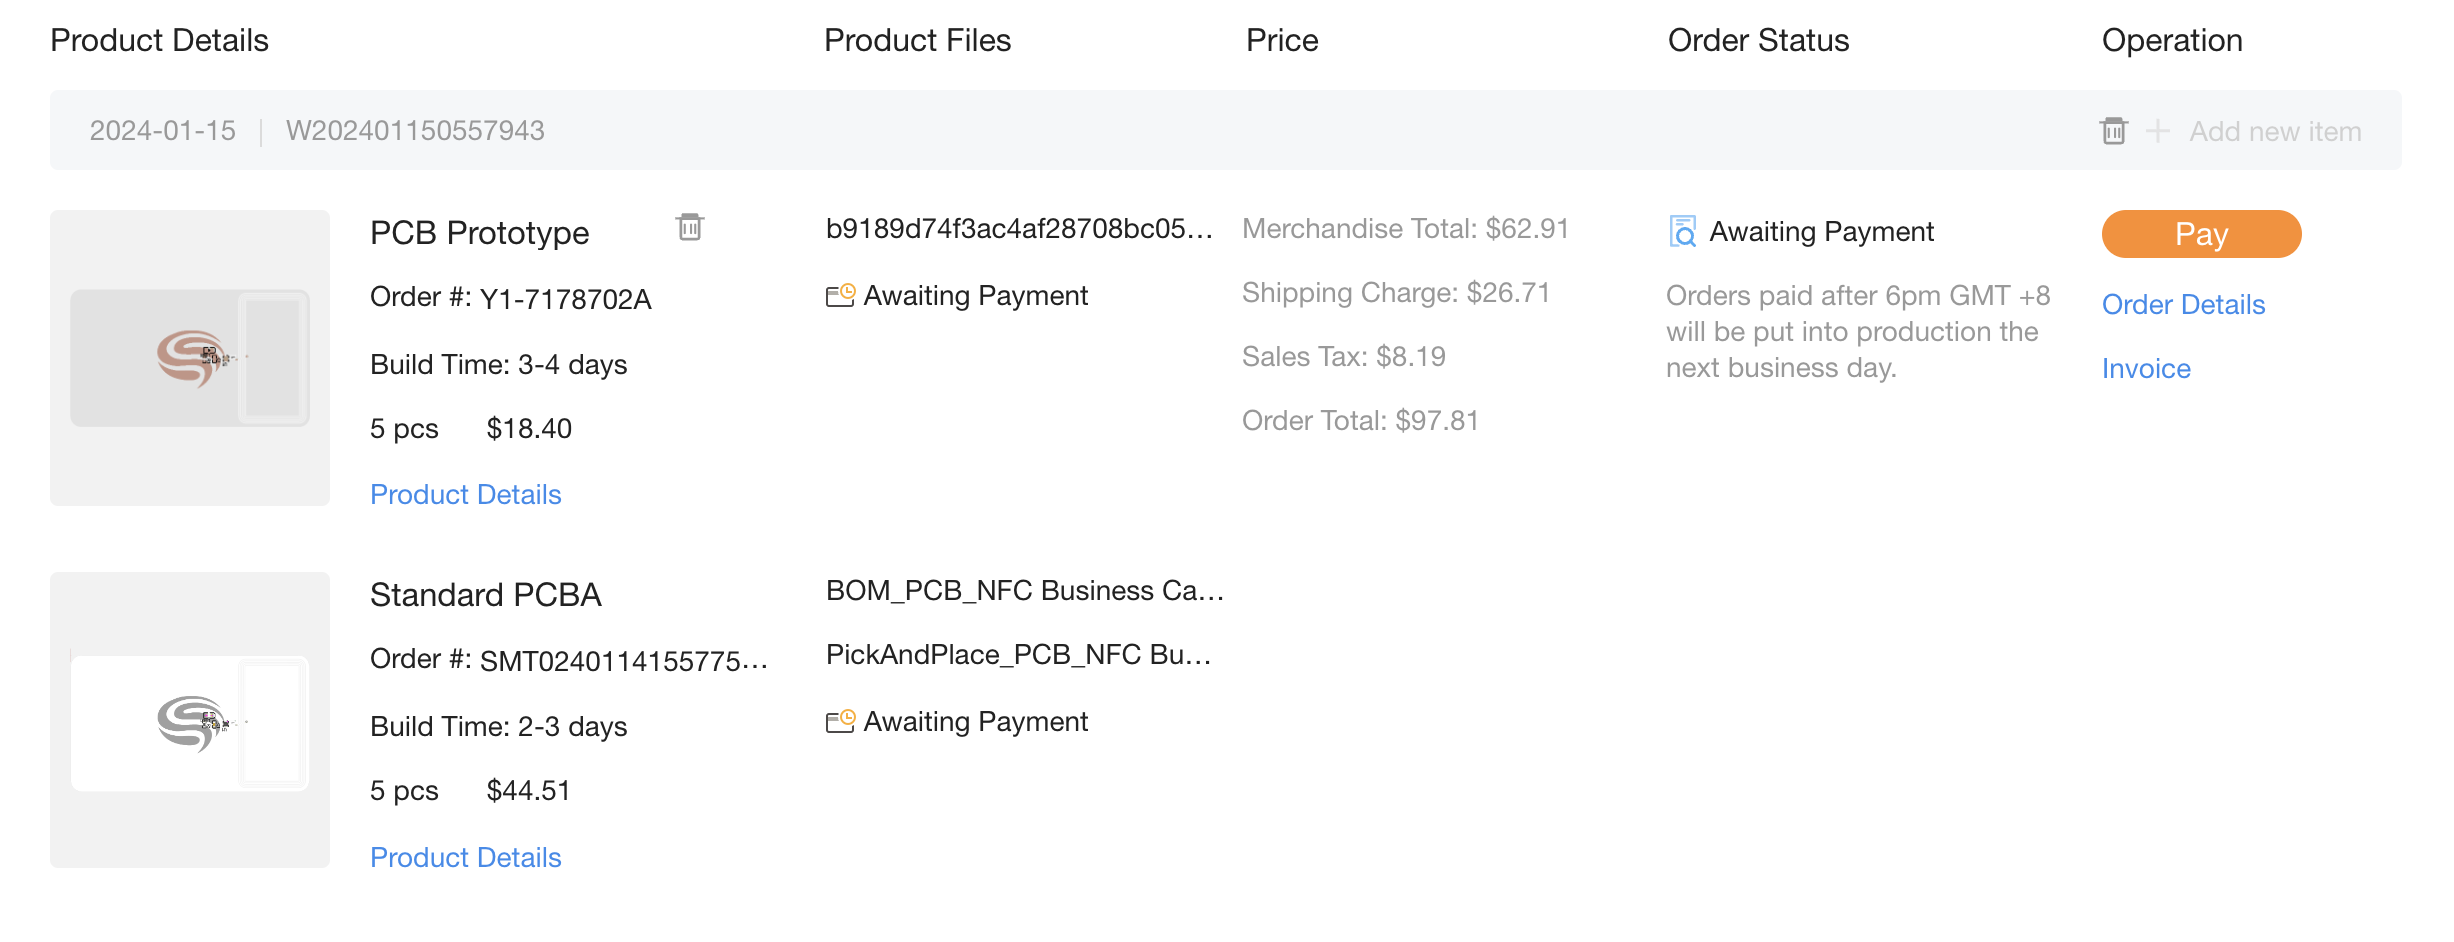 Product Details
Product Files
Price
Order Status
Operation
2024-01-15
W202401150557943
Add new item
PCB Prototype
Order #: Y1-7178702A
Build Time: 3-4 days
5 pcs $18.40
Product Details
b9189d74f3ac4af28708bc05...
Awaiting Payment
Merchandise Total: $62.91
Shipping Charge: $26.71
Sales Tax: $8.19
Order Total: $97.81
Awaiting Payment
Orders paid after 6pm GMT +8
will be put into production the
next business day.
Pay
Order Details
Invoice
Standard PCBA
Order #: SMT0240114155775...
Build Time: 2-3 days
5 pcs $44.51
Product Details
BOM_PCB_NFC Business Ca...
PickAndPlace_PCB_NFC Bu...
Awaiting Payment